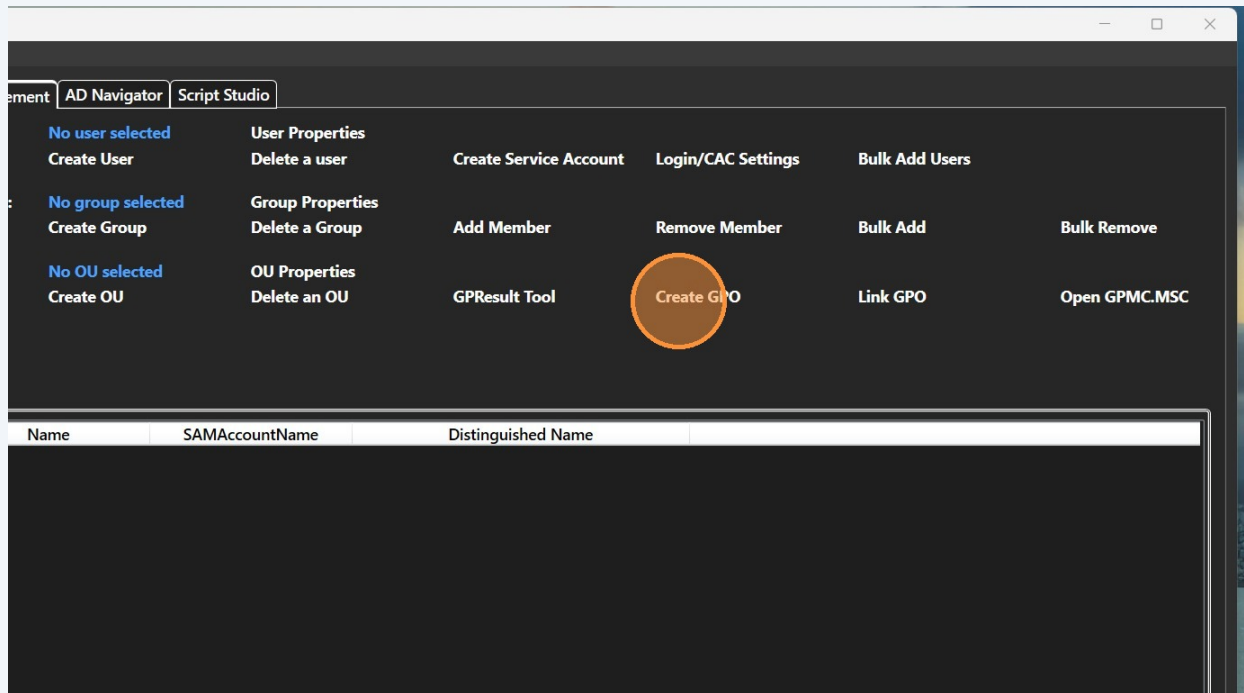 ement AD Navigator Script Studio
No user selected User Properties
Create User Delete a user Create Service Account Login/CAC Settings Bulk Add Users
: No group selected Group Properties
Create Group Delete a Group Add Member Remove Member Bulk Add Bulk Remove
No OU selected OU Properties
Create OU Delete an OU GPResult Tool Create GPO Link GPO Open GPMC.MSC
Name SAMAccountName Distinguished Name